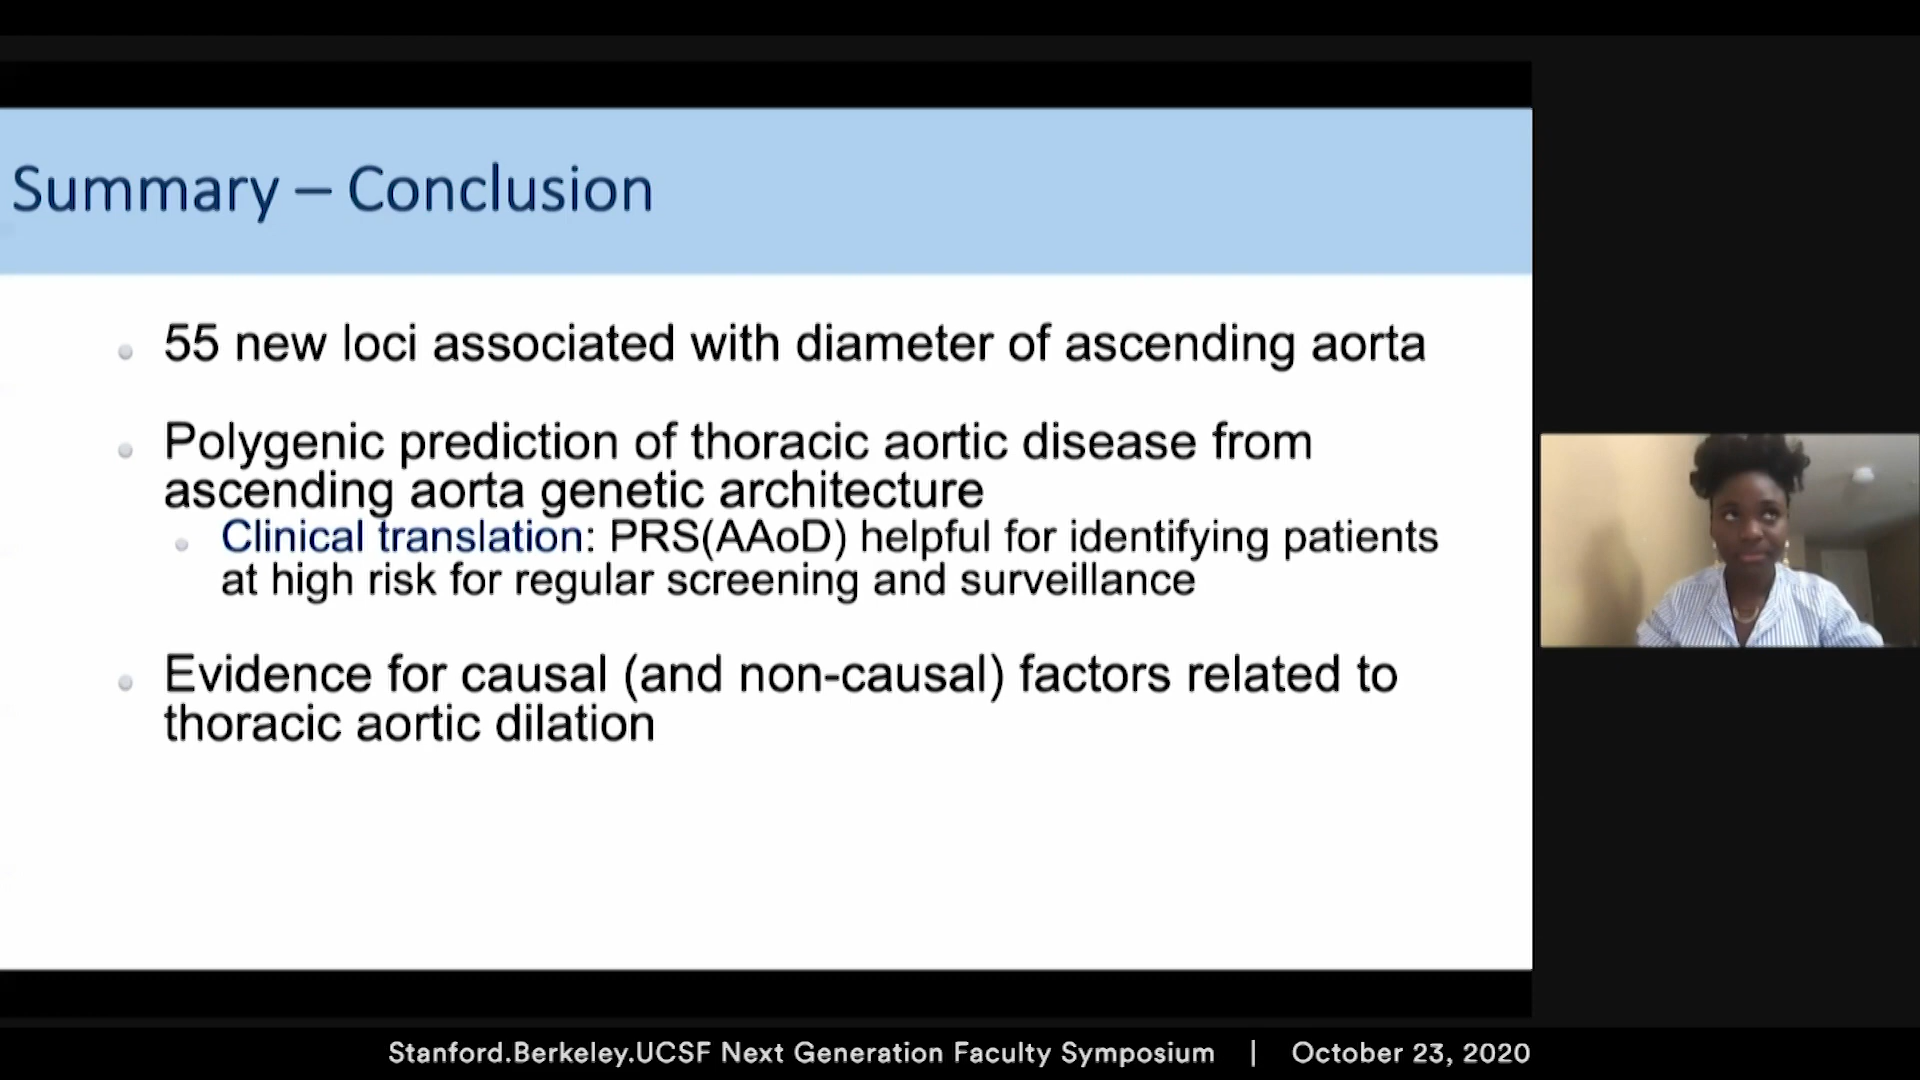 Summary – Conclusion
55 new loci associated with diameter of ascending aorta
Polygenic prediction of thoracic aortic disease from
ascending aorta genetic architecture
Clinical translation: PRS(AAoD) helpful for identifying patients
at high risk for regular screening and surveillance
Evidence for causal (and non-causal) factors related to
thoracic aortic dilation
Stanford.Berkeley.UCSF Next Generation Faculty Symposium | October 23, 2020